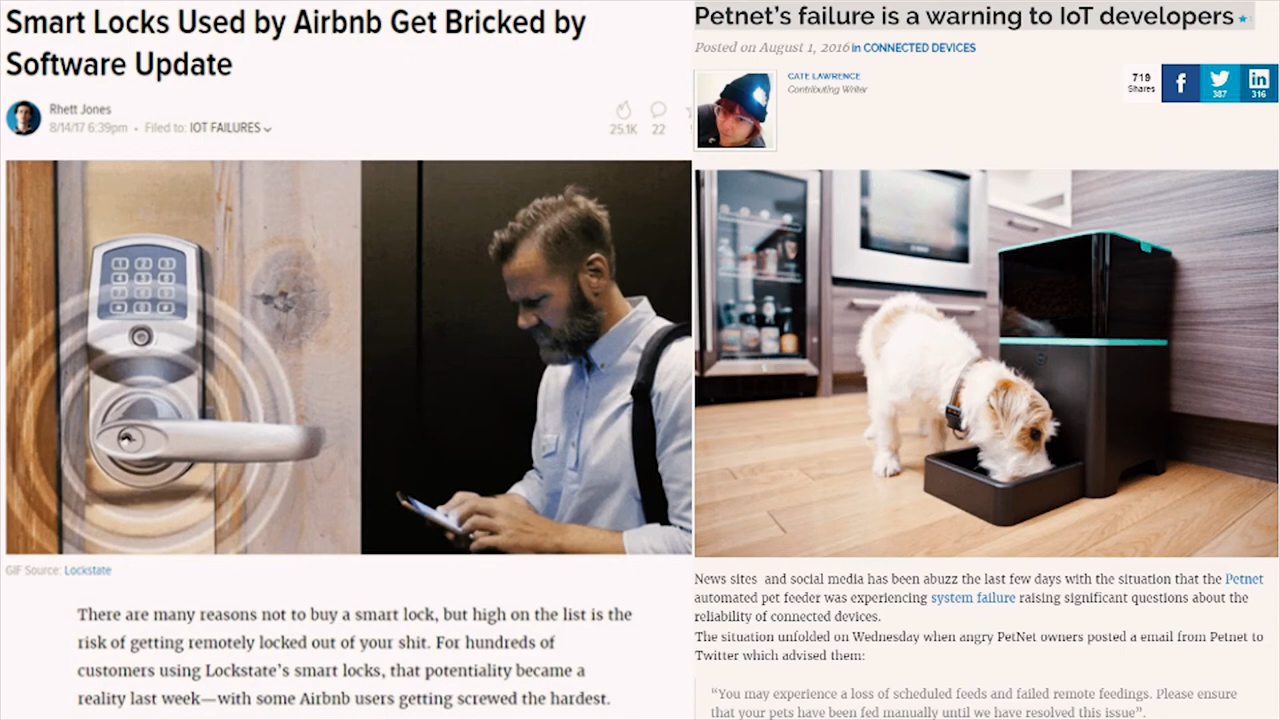 Smart Locks Used by Airbnb Get Bricked by
Software Update
Rhett Jones
8/14/17 6:39pm • Filed to: IOT FAILURES
25.1K 22
GIF Source: Lockstate
There are many reasons not to buy a smart lock, but high on the list is the
risk of getting remotely locked out of your shit. For hundreds of
customers using Lockstate's smart locks, that potentiality became a
reality last week—with some Airbnb users getting screwed the hardest.
Petnet's failure is a warning to IoT developers
Posted on August 1, 2016 in CONNECTED DEVICES
CATE LAWRENCE
Contributing Writer
719
Shares
387
316
News sites and social media has been abuzz the last few days with the situation that the Petnet
automated pet feeder was experiencing system failure raising significant questions about the
reliability of connected devices.
The situation unfolded on Wednesday when angry PetNet owners posted a email from Petnet to
Twitter which advised them:
“You may experience a loss of scheduled feeds and failed remote feedings. Please ensure
that your pets have been fed manually until we have resolved this issue”.